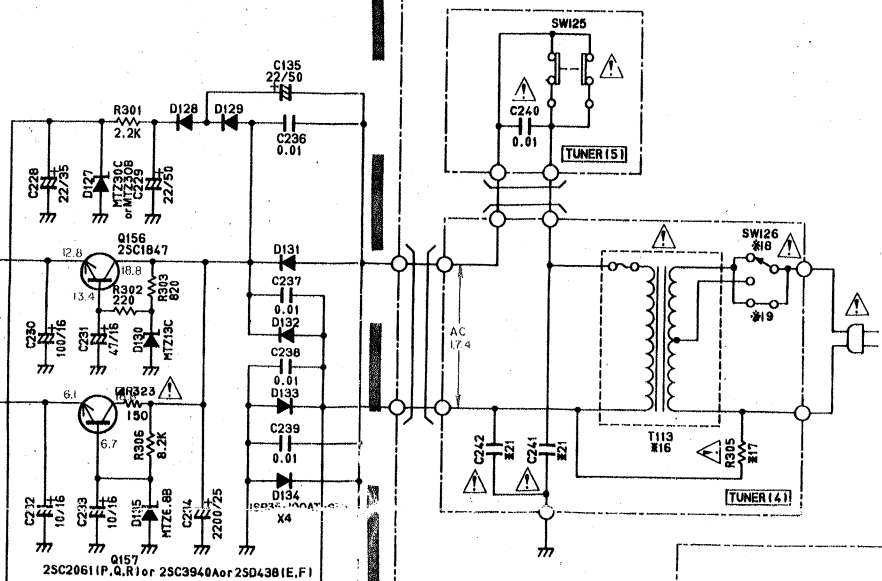 SW125
C135
22/50
+
R301
2.2K
D128
D129
C236
0.01
C240
0.01
TUNER(5)
C228
22/35
D127
MTZ30C
or MTZ30B
C229
22/50
Q156
2SC1847
12.8
18.8
13.4
R302
220
R303
820
D131
C237
0.01
D132
C238
0.01
D133
C239
0.01
D134
X4
C230
100/16
C231
47/16
D130
MTZ13C
AC
17.4
SW126
※18
※19
6.1
R323
150
6.7
R306
8.2K
T113
※16
R305
※17
C242
※21
C241
※21
TUNER(4)
C232
10/16
C233
10/16
D135
MTZ6.8B
C234
2200/25
Q157
2SC2061(P,Q,R) or 2SC3940A or 2SD438(E,F)